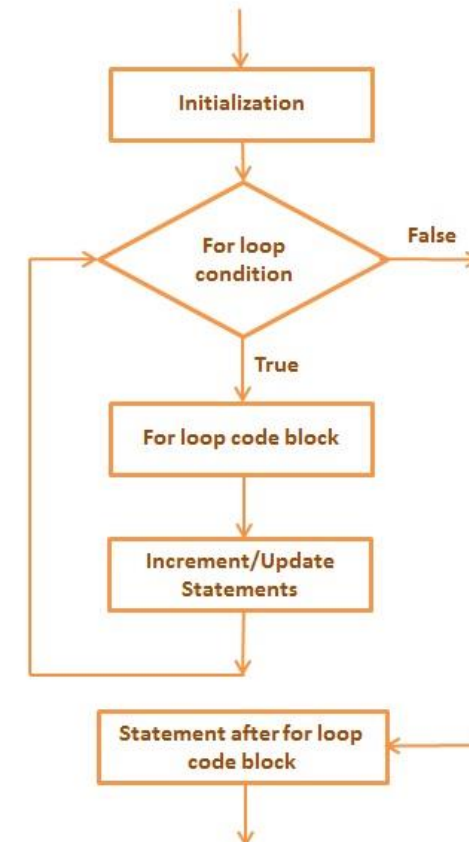 Initialization
For loop
condition
False
True
For loop code block
Increment/Update
Statements
Statement after for loop
code block